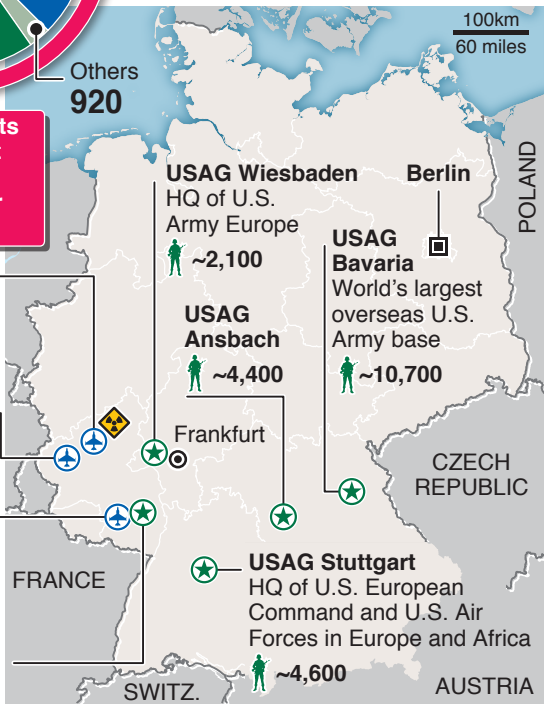 100km
60 miles
Others
920
ts
USAG Wiesbaden
HQ of U.S.
Army Europe
~2,100
Berlin
POLAND
USAG
Bavaria
World's largest
overseas U.S.
Army base
~10,700
USAG
Ansbach
~4,400
Frankfurt
CZECH
REPUBLIC
FRANCE
USAG Stuttgart
HQ of U.S. European
Command and U.S. Air
Forces in Europe and Africa
~4,600
SWITZ.
AUSTRIA